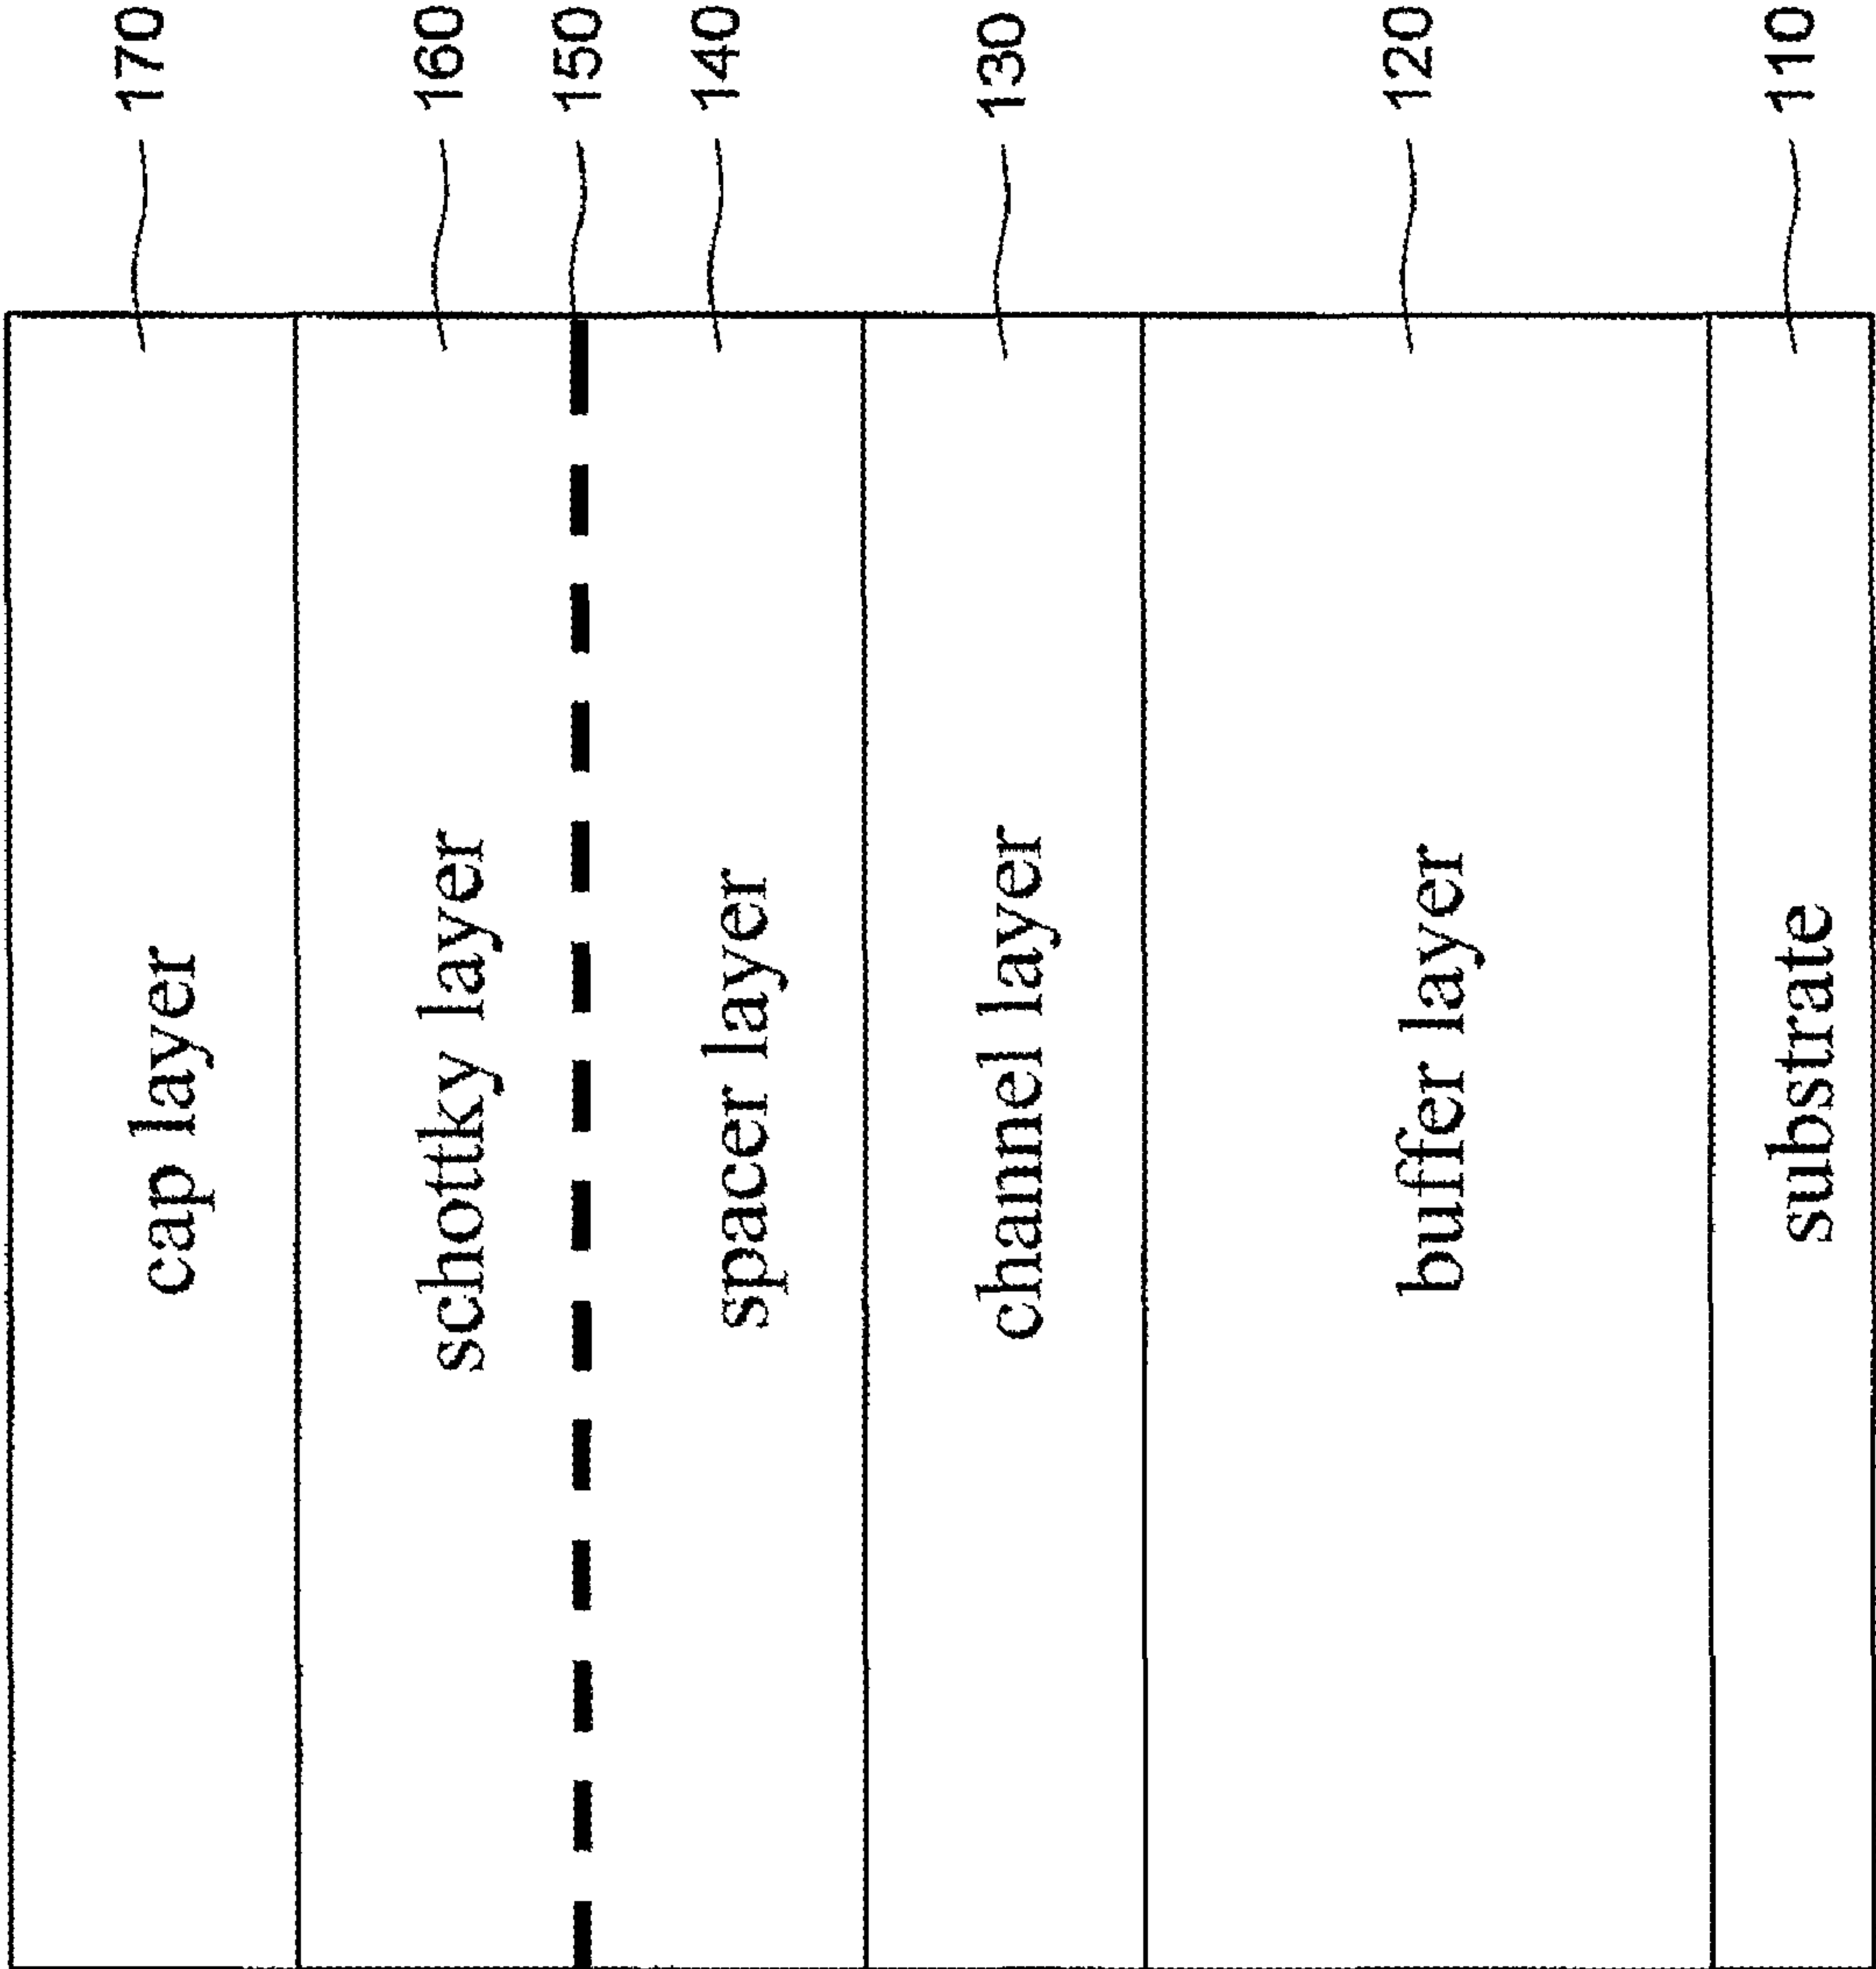 170
cap layer
160
schottky layer
150
140
spacer layer
130
channel layer
120
buffer layer
110
substrate